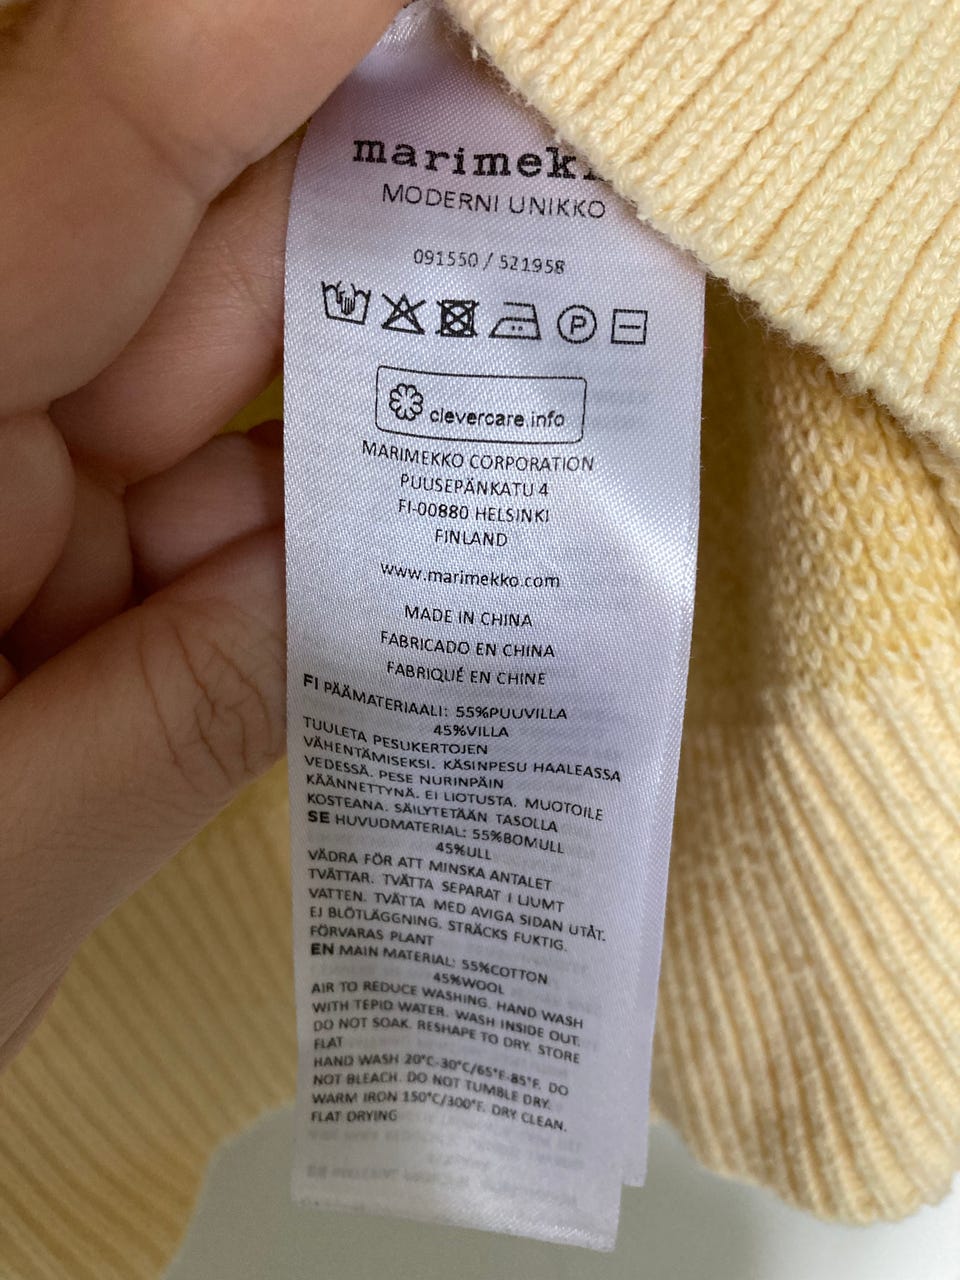 marimekk
MODERNI UNIKKO
091550 / 521958
P
clevercare.info
MARIMEKKO CORPORATION
PUUSEPÄNKATU 4
FI-00880 HELSINKI
FINLAND
www.marimekko.com
MADE IN CHINA
FABRICADO EN CHINA
FABRIQUÉ EN CHINE
FI PÄÄMATERIAALI: 55%PUUVILLA
45%VILLA
TUULETA PESUKERTOJEN
VÄHENTÄMISEKSI. KÄSINPESU HAALEASSA
VEDESSÄ. PESE NURINPÄIN
KÄÄNNETTYNÄ. EI LIOTUSTA. MUOTOILE
KOSTEANA. SÄILYTETÄÄN TASOLLA
SE HUVUDMATERIAL: 55%BOMULL
45%ULL
VÄDRA FÖR ATT MINSKA ANTALET
TVÄTTAR. TVÄTTA SEPARAT I LJUMT
VATTEN. TVÄTTA MED AVIGA SIDAN UTÅT.
EJ BLÖTLÄGGNING. STRÄCKS FUKTIG.
FÖRVARAS PLANT
EN MAIN MATERIAL: 55%COTTON
45%WOOL
AIR TO REDUCE WASHING. HAND WASH
WITH TEPID WATER. WASH INSIDE OUT.
DO NOT SOAK. RESHAPE TO DRY. STORE
FLAT
HAND WASH 20°C-30°C/65°F-85°F. DO
NOT BLEACH. DO NOT TUMBLE DRY.
WARM IRON 150°C/300°F. DRY CLEAN.
FLAT DRYING